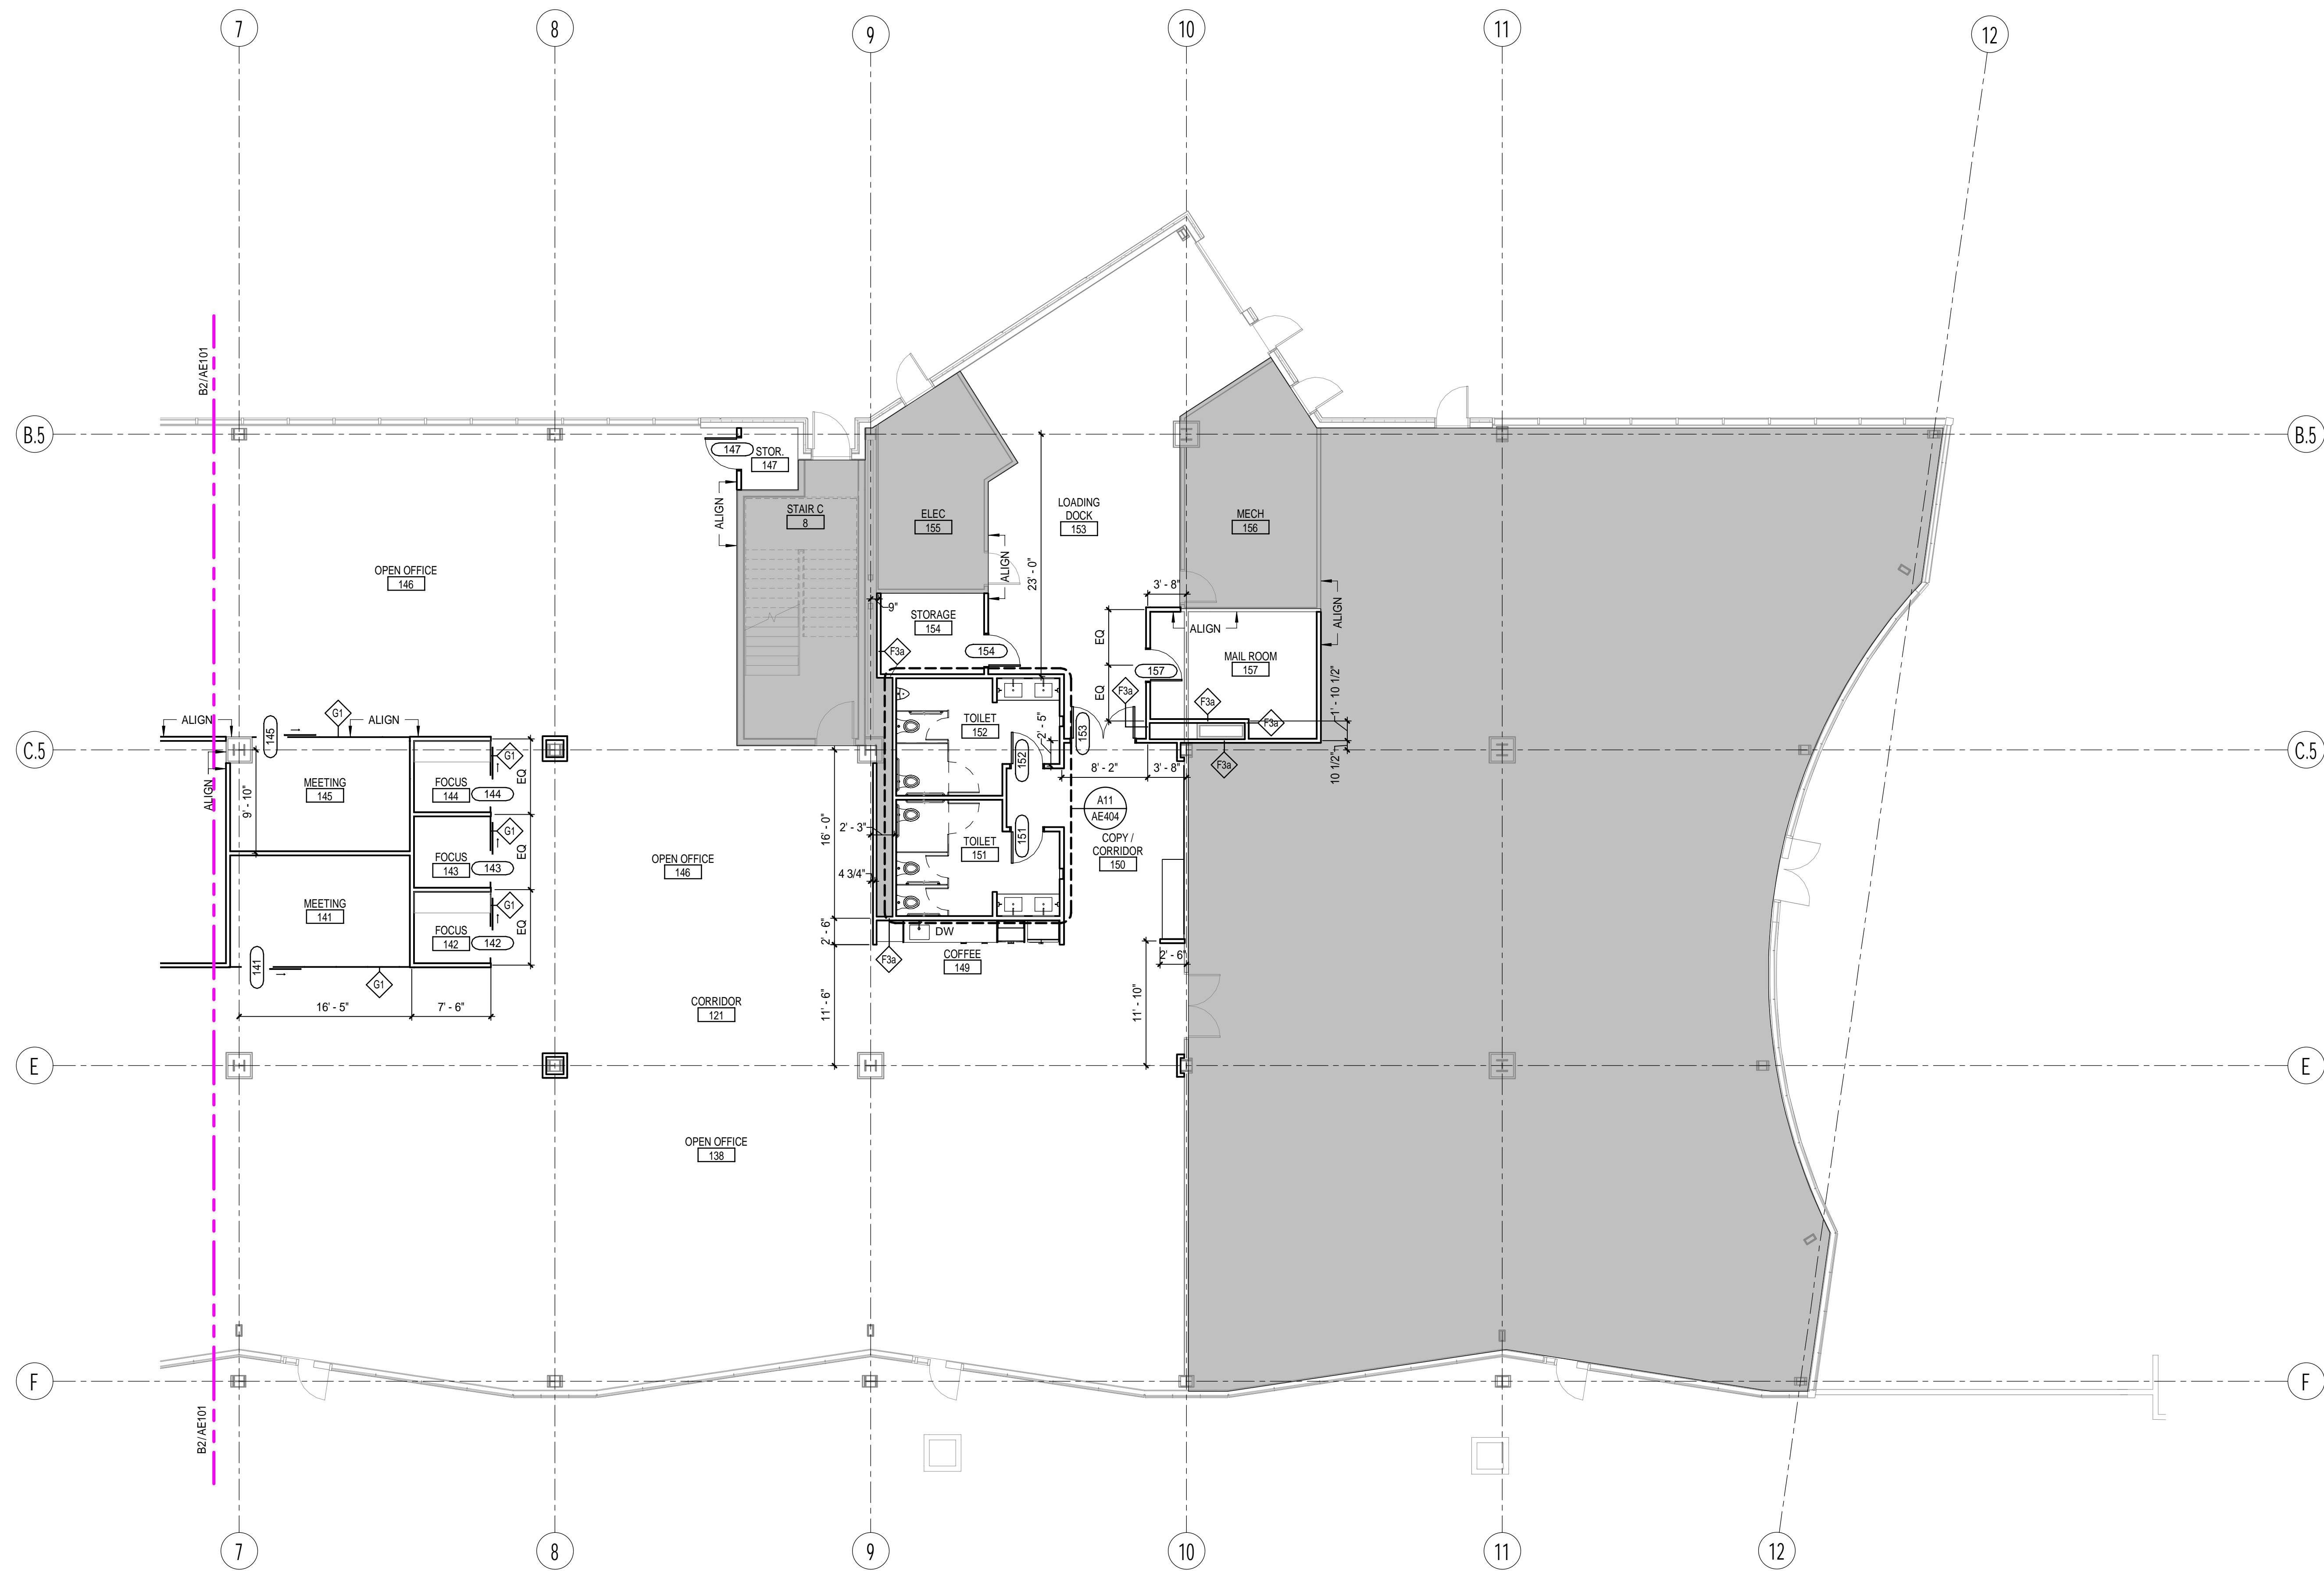 7
8
9
10
11
12
B2/AE101
B.5
B.5
147
STOR.
147
ALIGN
STAIR C
8
ELEC
155
LOADING
DOCK
153
MECH
156
OPEN OFFICE
146
ALIGN
23' - 0"
3' - 8"
9"
STORAGE
154
154
F3a
EQ
ALIGN
ALIGN
MAIL ROOM
157
157
EQ
F3a
F3a
F3a
1' - 10 1/2"
ALIGN
145
G1
ALIGN
TOILET
152
2' - 5"
153
152
C.5
C.5
ALIGN
9' - 10"
MEETING
145
FOCUS
144
144
G1
EQ
8' - 2"
3' - 8"
F3a
10 1/2"
A11
AE404
G1
EQ
FOCUS
143
143
OPEN OFFICE
146
16' - 0"
2' - 3"
4 3/4"
TOILET
151
151
COPY /
CORRIDOR
150
MEETING
141
FOCUS
142
142
G1
EQ
2' - 6"
DW
F3a
COFFEE
149
141
G1
2' - 6"
16' - 5"
7' - 6"
CORRIDOR
121
11' - 6"
11' - 10"
E
E
OPEN OFFICE
138
F
F
B2/AE101
7
8
9
10
11
12